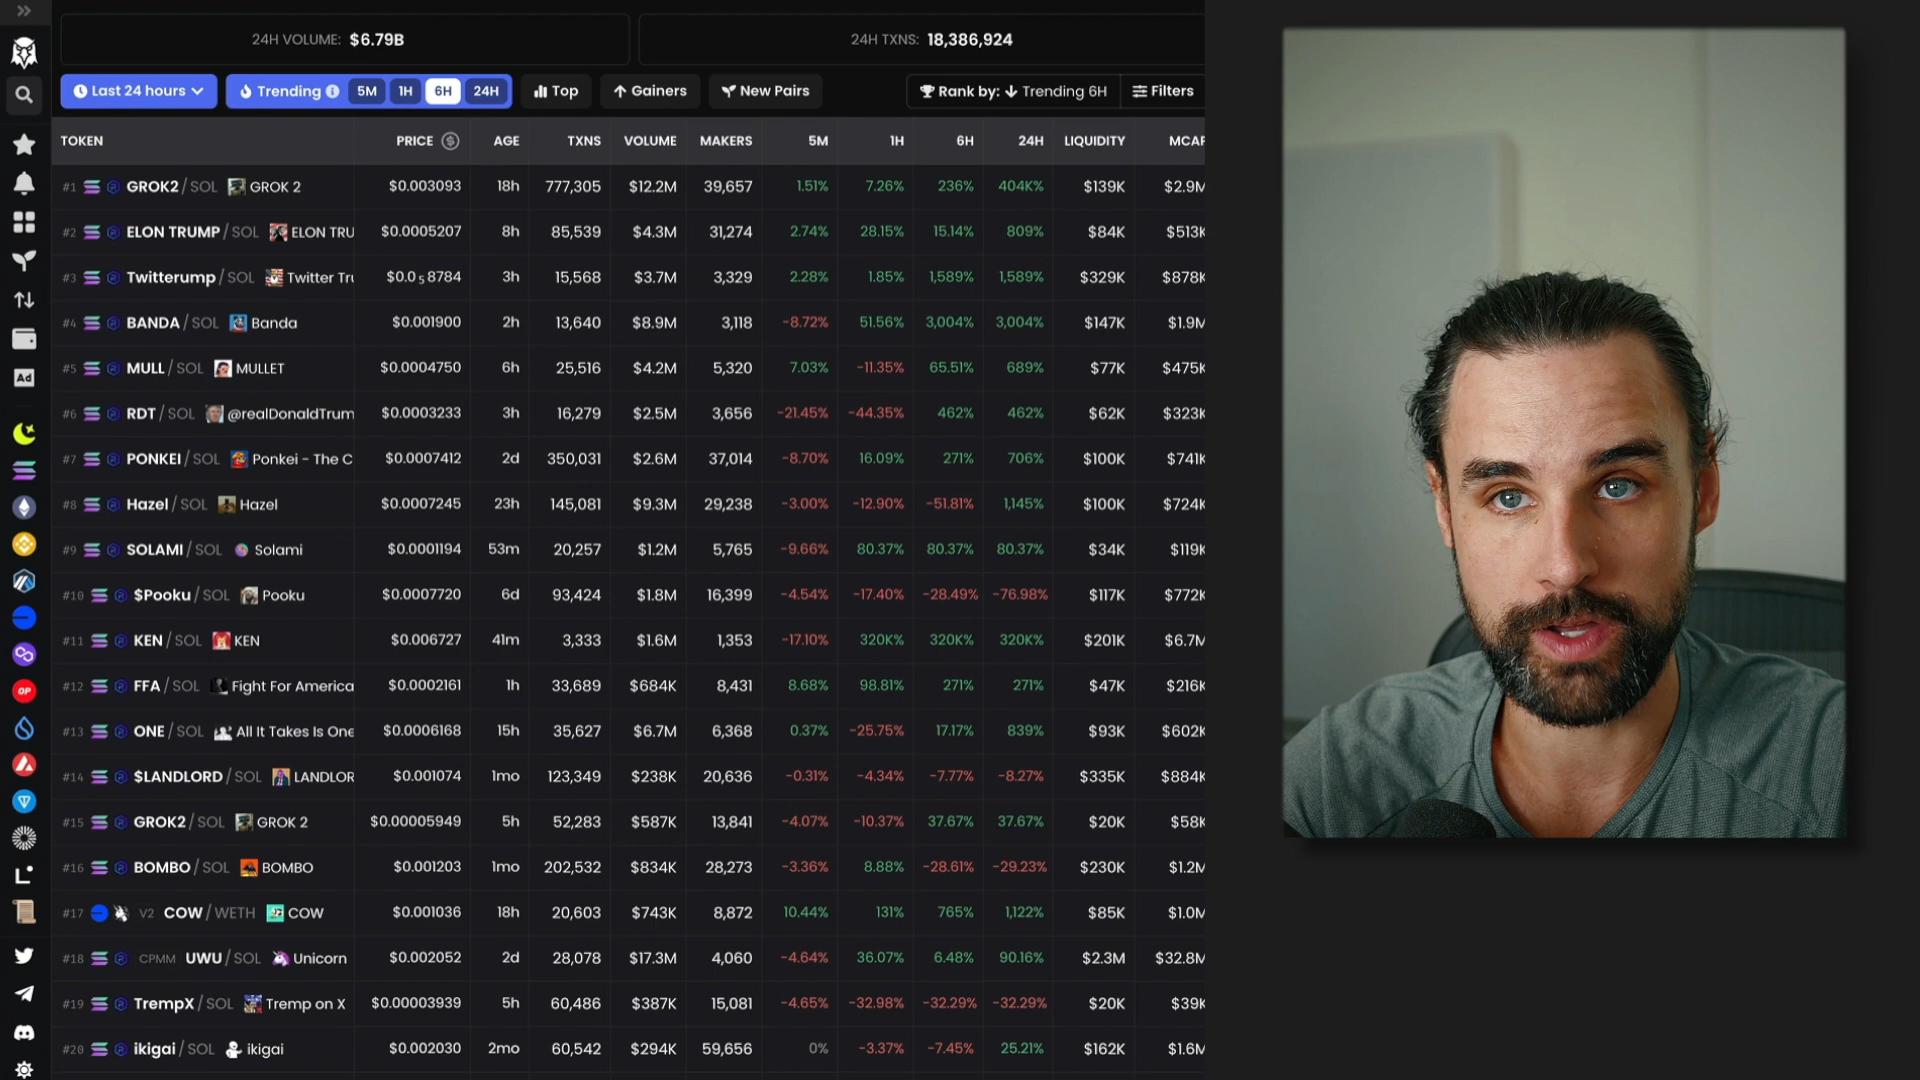 24H VOLUME: $6.79B
24H TXNS: 18,386,924
Last 24 hours Trending 5M 1H 6H 24H Top Gainers New Pairs Rank by: Trending 6H Filters
TOKEN PRICE AGE TXNS VOLUME MAKERS 5M 1H 6H 24H LIQUIDITY MCAP
#1 GROK2/SOL GROK 2 $0.003093 18h 777,305 $12.2M 39,657 1.51% 7.26% 236% 404K% $139K $2.9M
#2 ELON TRUMP/SOL ELON TRU $0.0005207 8h 85,539 $4.3M 31,274 2.74% 28.15% 15.14% 809% $84K $513K
#3 Twitterump/SOL Twitter Tru $0.0₅8784 3h 15,568 $3.7M 3,329 2.28% 1.85% 1,589% 1,589% $329K $878K
#4 BANDA/SOL Banda $0.001900 2h 13,640 $8.9M 3,118 -8.72% 51.56% 3,004% 3,004% $147K $1.9M
#5 MULL/SOL MULLET $0.0004750 6h 25,516 $4.2M 5,320 7.03% -11.35% 65.51% 689% $77K $475K
#6 RDT/SOL @realDonaldTrum $0.0003233 3h 16,279 $2.5M 3,656 -21.45% -44.35% 462% 462% $62K $323K
#7 PONKEI/SOL Ponkei - The C $0.0007412 2d 350,031 $2.6M 37,014 -8.70% 16.09% 271% 706% $100K $741K
#8 Hazel/SOL Hazel $0.0007245 23h 145,081 $9.3M 29,238 -3.00% -12.90% -51.81% 1,145% $100K $724K
#9 SOLAMI/SOL Solami $0.0001194 53m 20,257 $1.2M 5,765 -9.66% 80.37% 80.37% 80.37% $34K $119K
#10 $Pooku/SOL Pooku $0.0007720 6d 93,424 $1.8M 16,399 -4.54% -17.40% -28.49% -76.98% $117K $772K
#11 KEN/SOL KEN $0.006727 41m 3,333 $1.6M 1,353 -17.10% 320K% 320K% 320K% $201K $6.7M
#12 FFA/SOL Fight For America $0.0002161 1h 33,689 $684K 8,431 8.68% 98.81% 271% 271% $47K $216K
#13 ONE/SOL All It Takes Is One $0.0006168 15h 35,627 $6.7M 6,368 0.37% -25.75% 17.17% 839% $93K $602K
#14 $LANDLORD/SOL LANDLOR $0.001074 1mo 123,349 $238K 20,636 -0.31% -4.34% -7.77% -8.27% $335K $884K
#15 GROK2/SOL GROK 2 $0.00005949 5h 52,283 $587K 13,841 -4.07% -10.37% 37.67% 37.67% $20K $58K
#16 BOMBO/SOL BOMBO $0.001203 1mo 202,532 $834K 28,273 -3.36% 8.88% -28.61% -29.23% $230K $1.2M
#17 V2 COW/WETH COW $0.001036 18h 20,603 $743K 8,872 10.44% 131% 765% 1,122% $85K $1.0M
#18 CPMM UWU/SOL Unicorn $0.002052 2d 28,078 $17.3M 4,060 -4.64% 36.07% 6.48% 90.16% $2.3M $32.8M
#19 TrempX/SOL Tremp on X $0.00003939 5h 60,486 $387K 15,081 -4.65% -32.98% -32.29% -32.29% $20K $39K
#20 ikigai/SOL ikigai $0.002030 2mo 60,542 $294K 59,656 0% -3.37% -7.45% 25.21% $162K $1.6M
Ad
OP